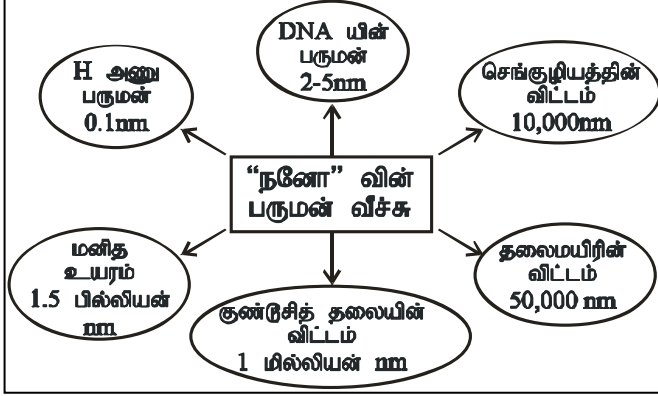 DNA யின்
பருமன்
2-5nm
H அணு
பருமன்
0.1nm
செங்குழியத்தின்
விட்டம்
10,000nm
“நனோ” வின்
பருமன் வீச்சு
மனித
உயரம்
1.5 பில்லியன்
nm
தலைமயிரின்
விட்டம்
50,000 nm
குண்டூசித் தலையின்
விட்டம்
1 மில்லியன் nm